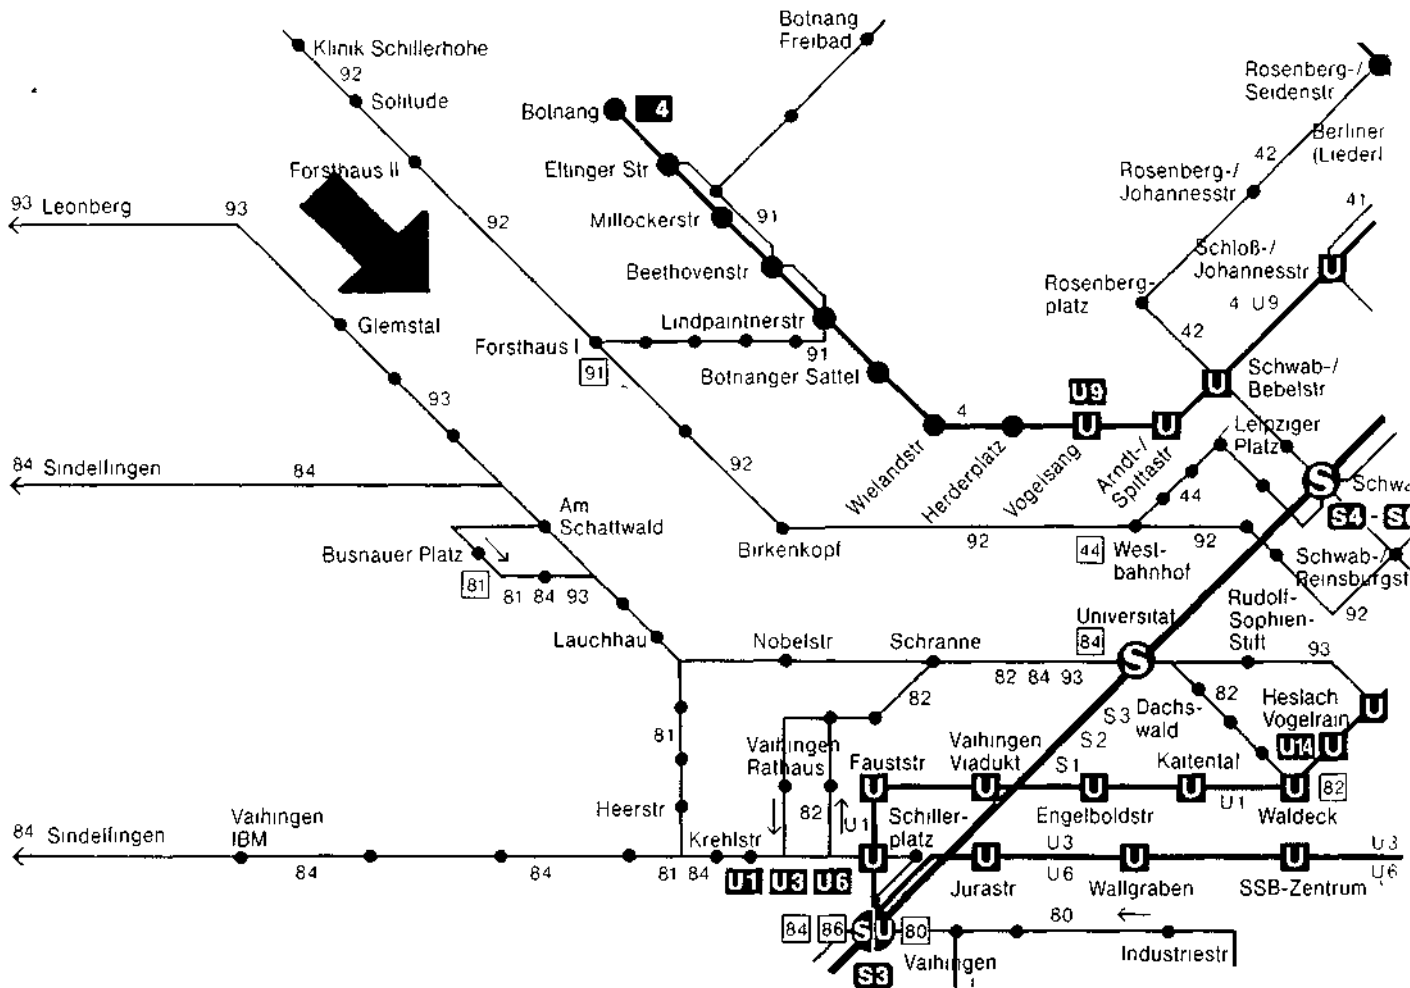 Klinik Schillerhohe
92
Solitude
Forsthaus II
93 Leonberg
93
92
Botnang
Freibad
Botnang
4
Eltinger Str
Millockerstr
91
Beethovenstr
Lindpaintnerstr
91
Botnanger Sattel
Rosenberg-/
Seidenstr
Berliner
(Liederl
42
Rosenberg-/
Johannesstr
41
Schloß-/
Johannesstr
Rosenberg-
platz
4 U9
42
Schwab-/
Bebelstr
Glemstal
Forsthaus I
91
93
92
4
U9
U
U
U
U
Leipziger
Platz
Wielandstr
Herderplatz
Vogelsang
Arndt-/
Spittastr
44
84 Sindelfingen
84
S
Schwa
S4 - S
Am
Schattwald
Busnauer Platz
81
81 84 93
Birkenkopf
92
44
West-
bahnhof
92
Schwab-/
Reinsburgst
92
Universitat
84
S
Rudolf-
Sophien-
Stift
93
Lauchhau
Nobelstr
Schranne
82 84 93
82
82
Dachs-
wald
Heslach
Vogelrain
U
U14
U
S3
S2
S1
81
Vaihingen
Rathaus
82
Fauststr
U
Vaihingen
Viadukt
U
U
Engelboldstr
Kaltental
U
U1
U
82
Waldeck
U1
Heerstr
84 Sindelfingen
Vaihingen
IBM
84
84
81 84
Krehlstr
U1 U3 U6
Schiller-
platz
U
U
Jurastr
U3
U6
U
Wallgraben
U
SSB-Zentrum
U3
U6
84
86
S U
80
80
S3
Vaihingen
Industriestr